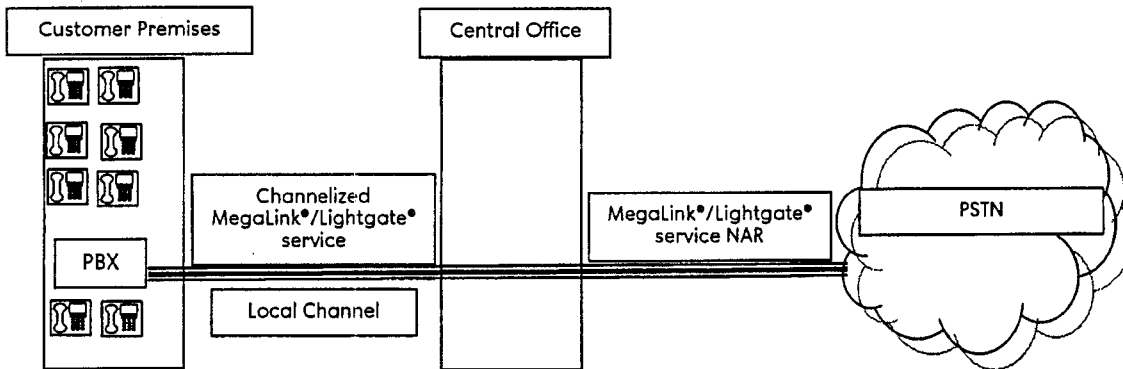 Customer Premises
Central Office
Channelized
MegaLink®/Lightgate®
service
MegaLink®/Lightgate®
service NAR
PSTN
PBX
Local Channel